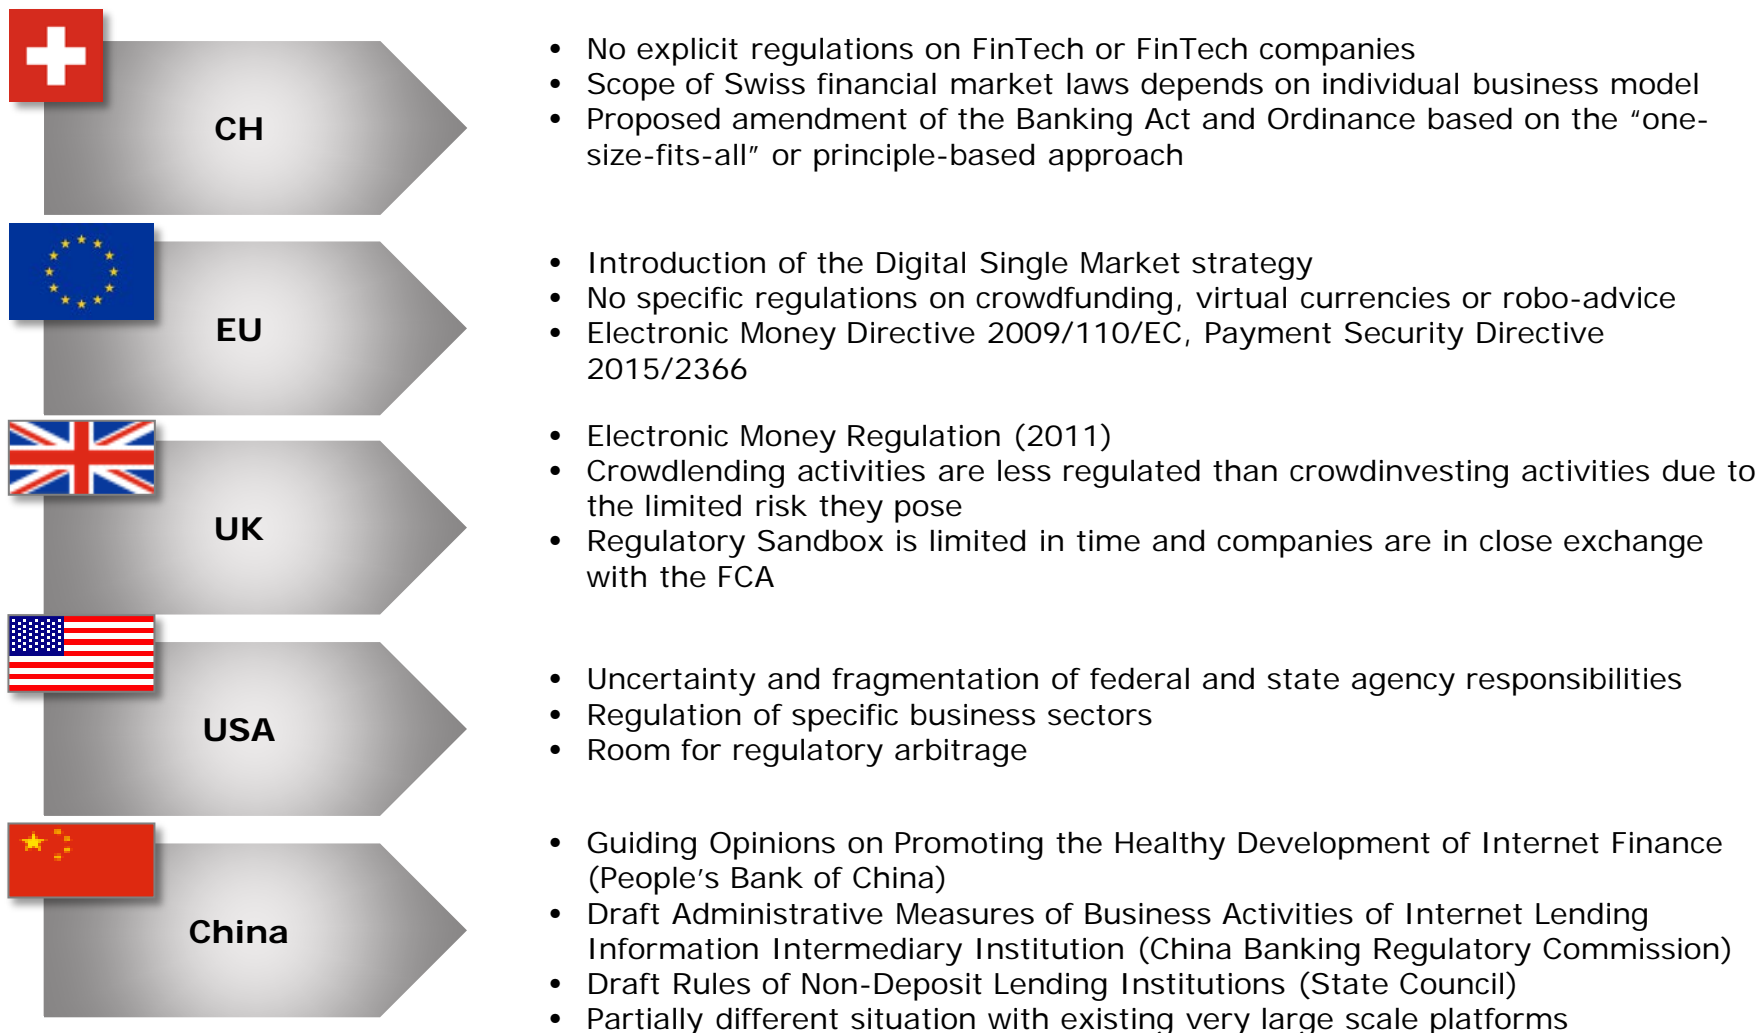 CH
• No explicit regulations on FinTech or FinTech companies
• Scope of Swiss financial market laws depends on individual business model
• Proposed amendment of the Banking Act and Ordinance based on the “one-
size-fits-all” or principle-based approach
EU
• Introduction of the Digital Single Market strategy
• No specific regulations on crowdfunding, virtual currencies or robo-advice
• Electronic Money Directive 2009/110/EC, Payment Security Directive
2015/2366
UK
• Electronic Money Regulation (2011)
• Crowdlending activities are less regulated than crowdinvesting activities due to
the limited risk they pose
• Regulatory Sandbox is limited in time and companies are in close exchange
with the FCA
USA
• Uncertainty and fragmentation of federal and state agency responsibilities
• Regulation of specific business sectors
• Room for regulatory arbitrage
China
• Guiding Opinions on Promoting the Healthy Development of Internet Finance
(People’s Bank of China)
• Draft Administrative Measures of Business Activities of Internet Lending
Information Intermediary Institution (China Banking Regulatory Commission)
• Draft Rules of Non-Deposit Lending Institutions (State Council)
• Partially different situation with existing very large scale platforms